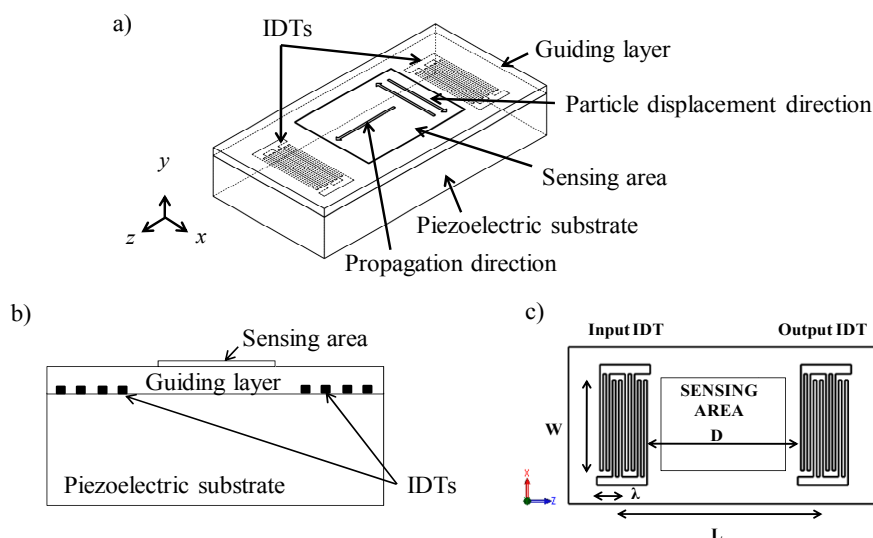 a)
IDTs
Guiding layer
Particle displacement direction
Sensing area
Piezoelectric substrate
Propagation direction
y
z
x
b)
Sensing area
Guiding layer
Piezoelectric substrate
IDTs
c)
Input IDT
Output IDT
SENSING
AREA
W
D
X
Z
λ
L